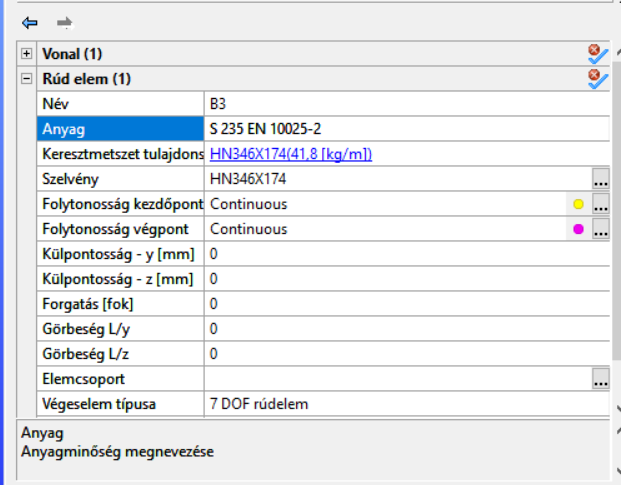 Vonal (1)
Rúd elem (1)
Név B3
Anyag S 235 EN 10025-2
Keresztmetszet tulajdons HN346X174(41,8 [kg/m])
Szelvény HN346X174 ...
Folytonosság kezdőpont Continuous ...
Folytonosság végpont Continuous ...
Külpontosság - y [mm] 0
Külpontosság - z [mm] 0
Forgatás [fok] 0
Görbeség L/y 0
Görbeség L/z 0
Elemcsoport ...
Végeselem típusa 7 DOF rúdelem
Anyag
Anyagminőség megnevezése